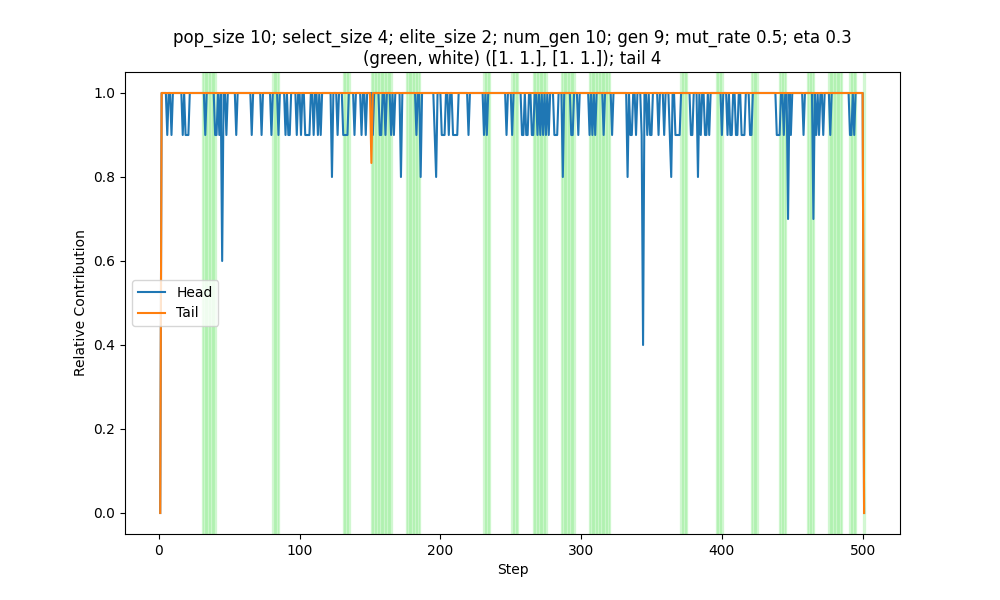 pop_size 10; select_size 4; elite_size 2; num_gen 10; gen 9; mut_rate 0.5; eta 0.3
(green, white) ([1. 1.], [1. 1.]); tail 4
1.0
0.8
0.6
0.4
0.2
0.0
Relative Contribution
Head
Tail
0 100 200 300 400 500
Step